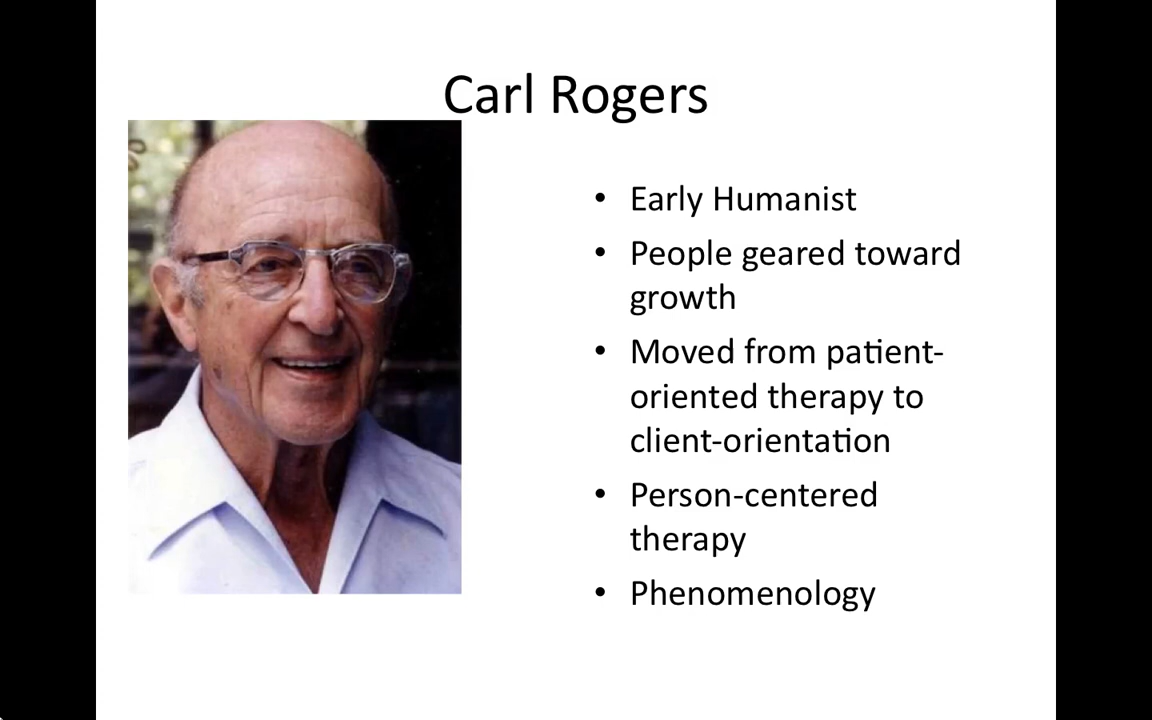 Carl Rogers
• Early Humanist
• People geared toward
growth
• Moved from patient-
oriented therapy to
client-orientation
• Person-centered
therapy
• Phenomenology